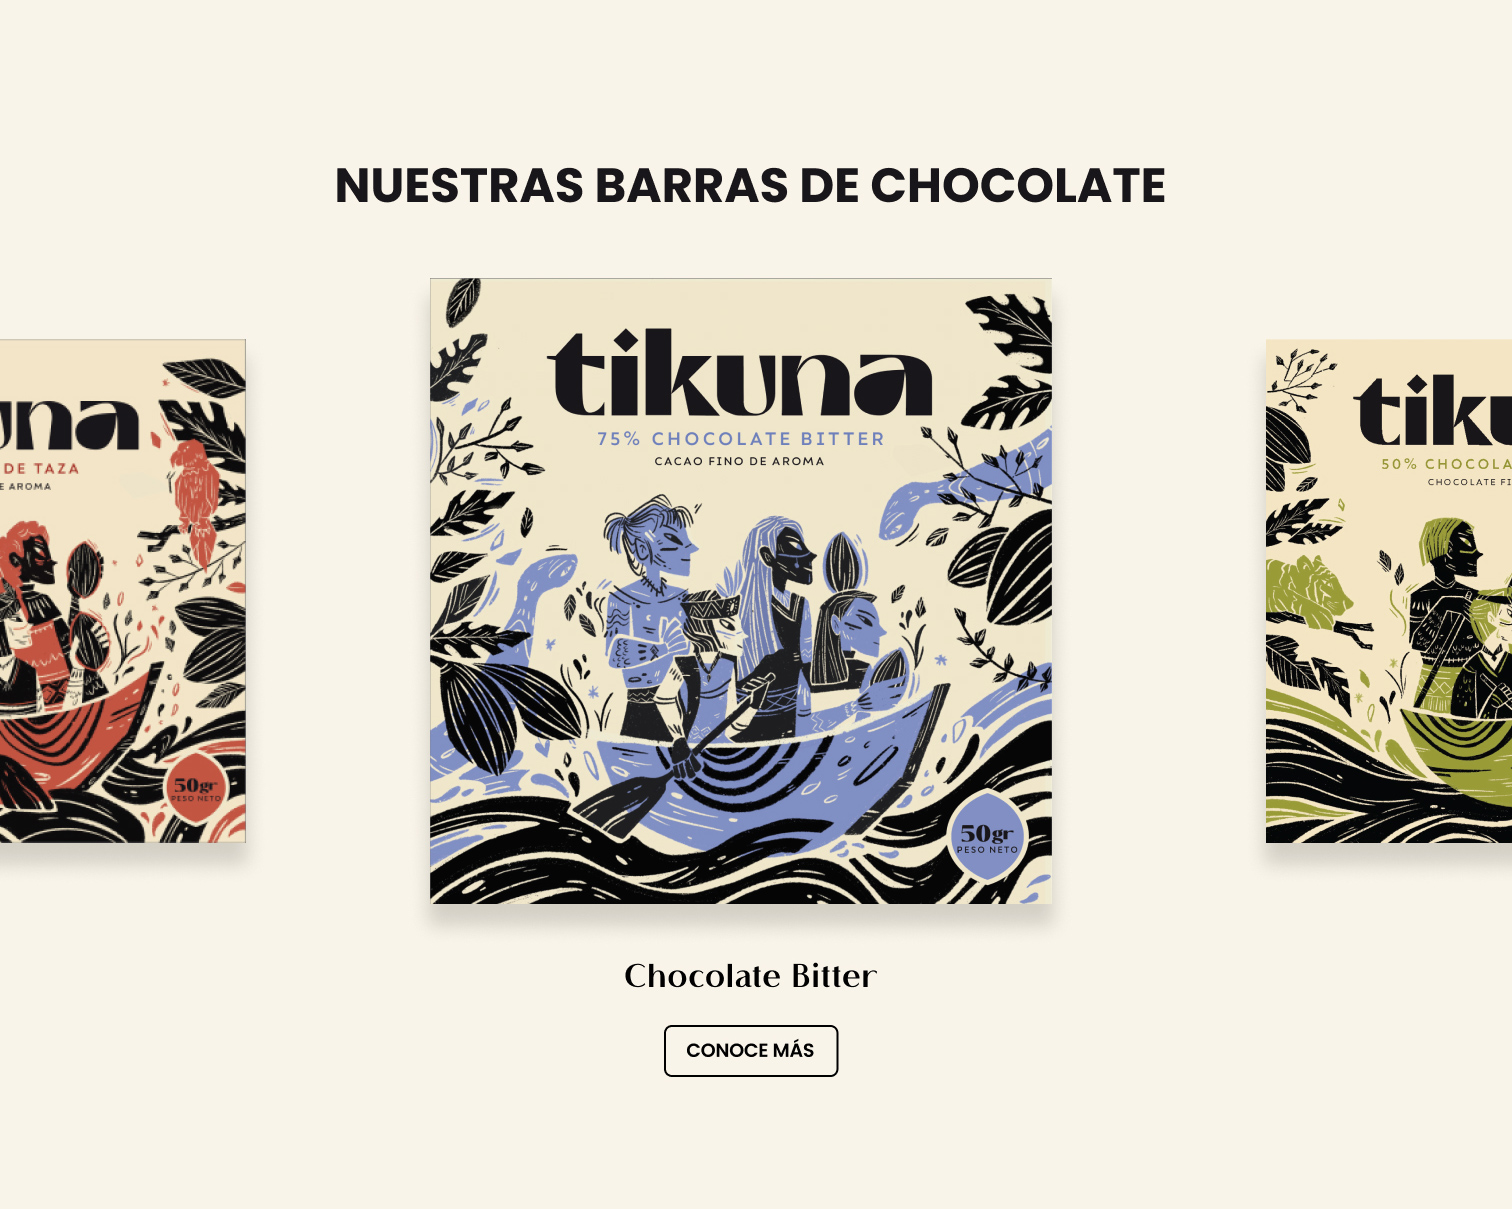 NUESTRAS BARRAS DE CHOCOLATE
una
DE TAZA
E AROMA
50gr
PESO NETO
tikuna
75% CHOCOLATE BITTER
CACAO FINO DE AROMA
50gr
PESO NETO
tiku
50% CHOCOLA
CHOCOLATE FI
Chocolate Bitter
CONOCE MÁS